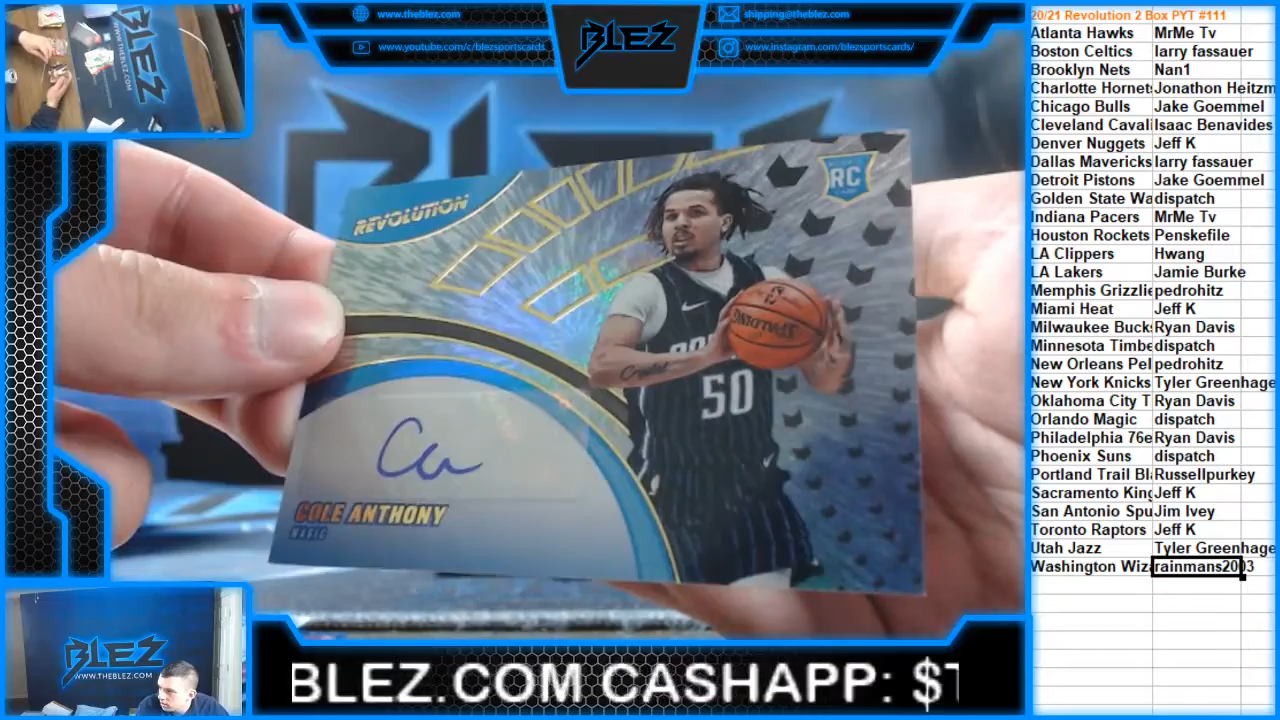 www.theblez.com
www.youtube.com/c/blezsportscards
BLEZ
shipping@theblez.com
www.instagram.com/blezsportscards/
BLEZ
WWW.THEBLEZ.COM
REVOLUTION
RC
SPALDING
50
COLE ANTHONY
MAGIC
BLEZ
WWW.THEBLEZ.COM
BLEZ.COM CASHAPP: $T
20/21 Revolution 2 Box PYT #111
Atlanta Hawks MrMe Tv
Boston Celtics larry fassauer
Brooklyn Nets Nan1
Charlotte Hornets Jonathon Heitzm
Chicago Bulls Jake Goemmel
Cleveland Cavali Isaac Benavides
Denver Nuggets Jeff K
Dallas Mavericks larry fassauer
Detroit Pistons Jake Goemmel
Golden State Wa dispatch
Indiana Pacers MrMe Tv
Houston Rockets Penskefile
LA Clippers Hwang
LA Lakers Jamie Burke
Memphis Grizzlie pedrohitz
Miami Heat Jeff K
Milwaukee Bucks Ryan Davis
Minnesota Timbe dispatch
New Orleans Pel pedrohitz
New York Knicks Tyler Greenhage
Oklahoma City T Ryan Davis
Orlando Magic dispatch
Philadelphia 76e Ryan Davis
Phoenix Suns dispatch
Portland Trail Bl Russellpurkey
Sacramento King Jeff K
San Antonio Spu Jim Ivey
Toronto Raptors Jeff K
Utah Jazz Tyler Greenhage
Washington Wiz rainmans2003